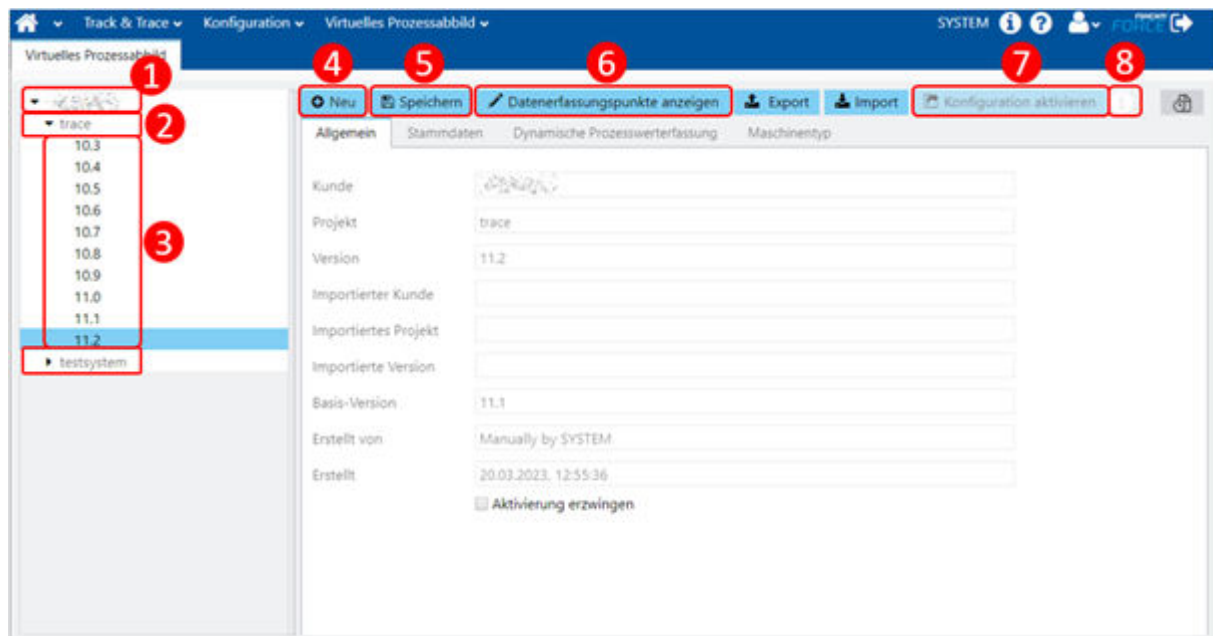 Track & Trace Konfiguration Virtuelles Prozessabbild SYSTEM FORCE
Virtuelles Prozessabbild
1 4 5 6 7 8
Neu Speichern Datenerfassungspunkte anzeigen Export Import Konfiguration aktivieren
trace 2
Allgemein Stammdaten Dynamische Prozesswerterfassung Maschinentyp
10.3
10.4
10.5
10.6
10.7
10.8
10.9
11.0
11.1
11.2
3
testsystem
Kunde
Projekt trace
Version 11.2
Importierter Kunde
Importiertes Projekt
Importierte Version
Basis-Version 11.1
Erstellt von Manually by SYSTEM
Erstellt 20.03.2023, 12:55:36
Aktivierung erzwingen